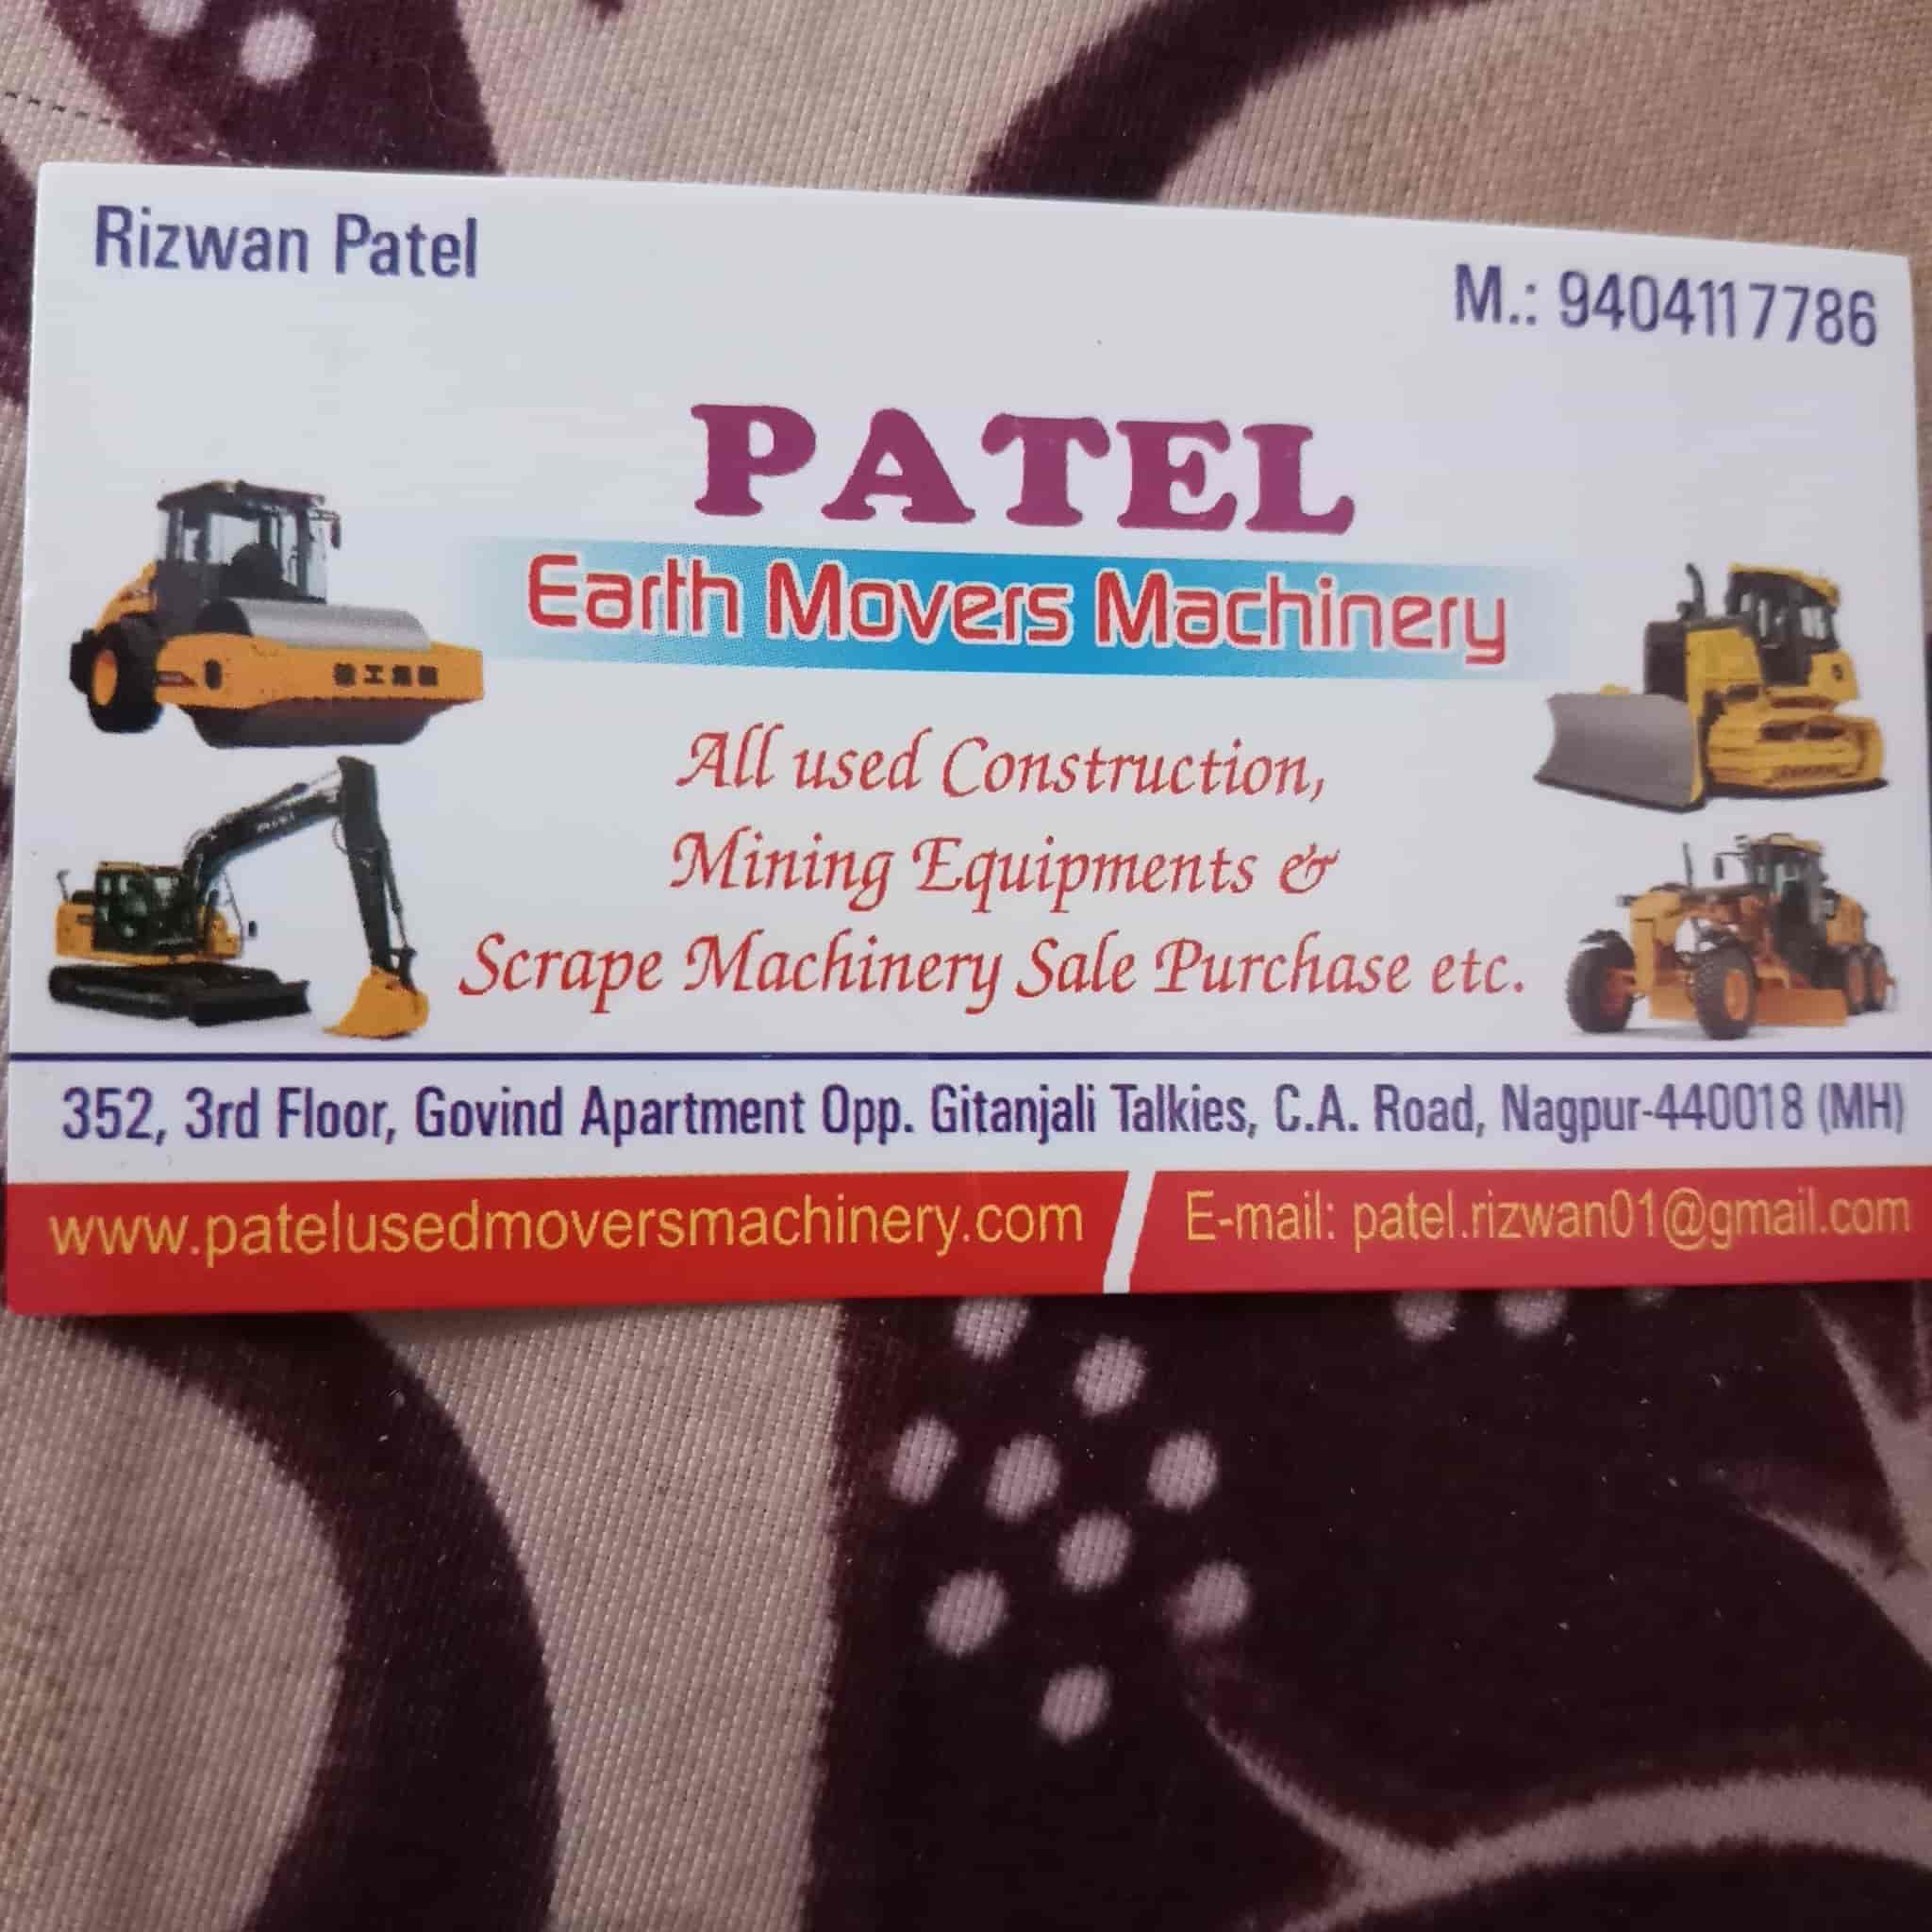 Rizwan Patel
M.: 9404117786
PATEL
Earth Movers Machinery
All used Construction,
Mining Equipments &
Scrape Machinery Sale Purchase etc.
352, 3rd Floor, Govind Apartment Opp. Gitanjali Talkies, C.A. Road, Nagpur-440018 (MH)
www.patelusedmoversmachinery.com
E-mail: patel.rizwan01@gmail.com